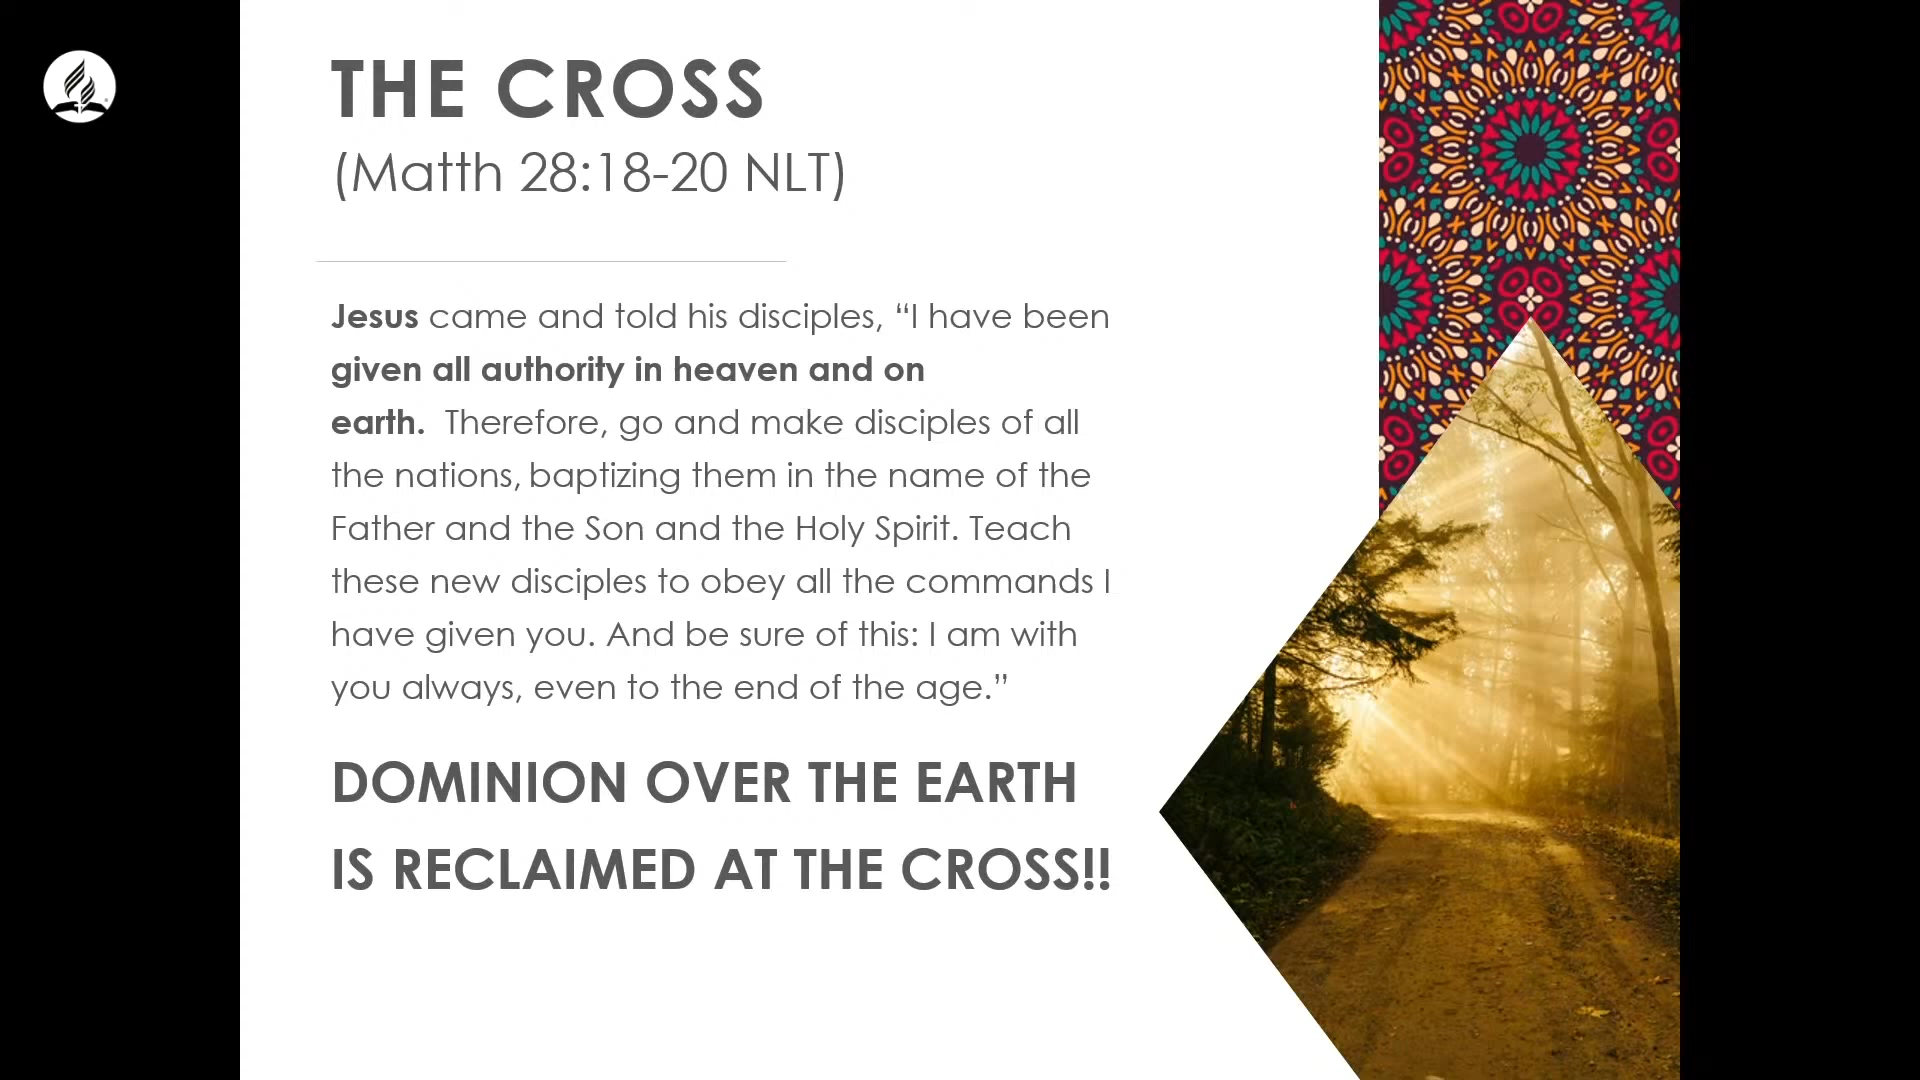 THE CROSS
(Matth 28:18-20 NLT)
Jesus came and told his disciples, “I have been
given all authority in heaven and on
earth.  Therefore, go and make disciples of all
the nations, baptizing them in the name of the
Father and the Son and the Holy Spirit. Teach
these new disciples to obey all the commands I
have given you. And be sure of this: I am with
you always, even to the end of the age.”
DOMINION OVER THE EARTH
IS RECLAIMED AT THE CROSS!!